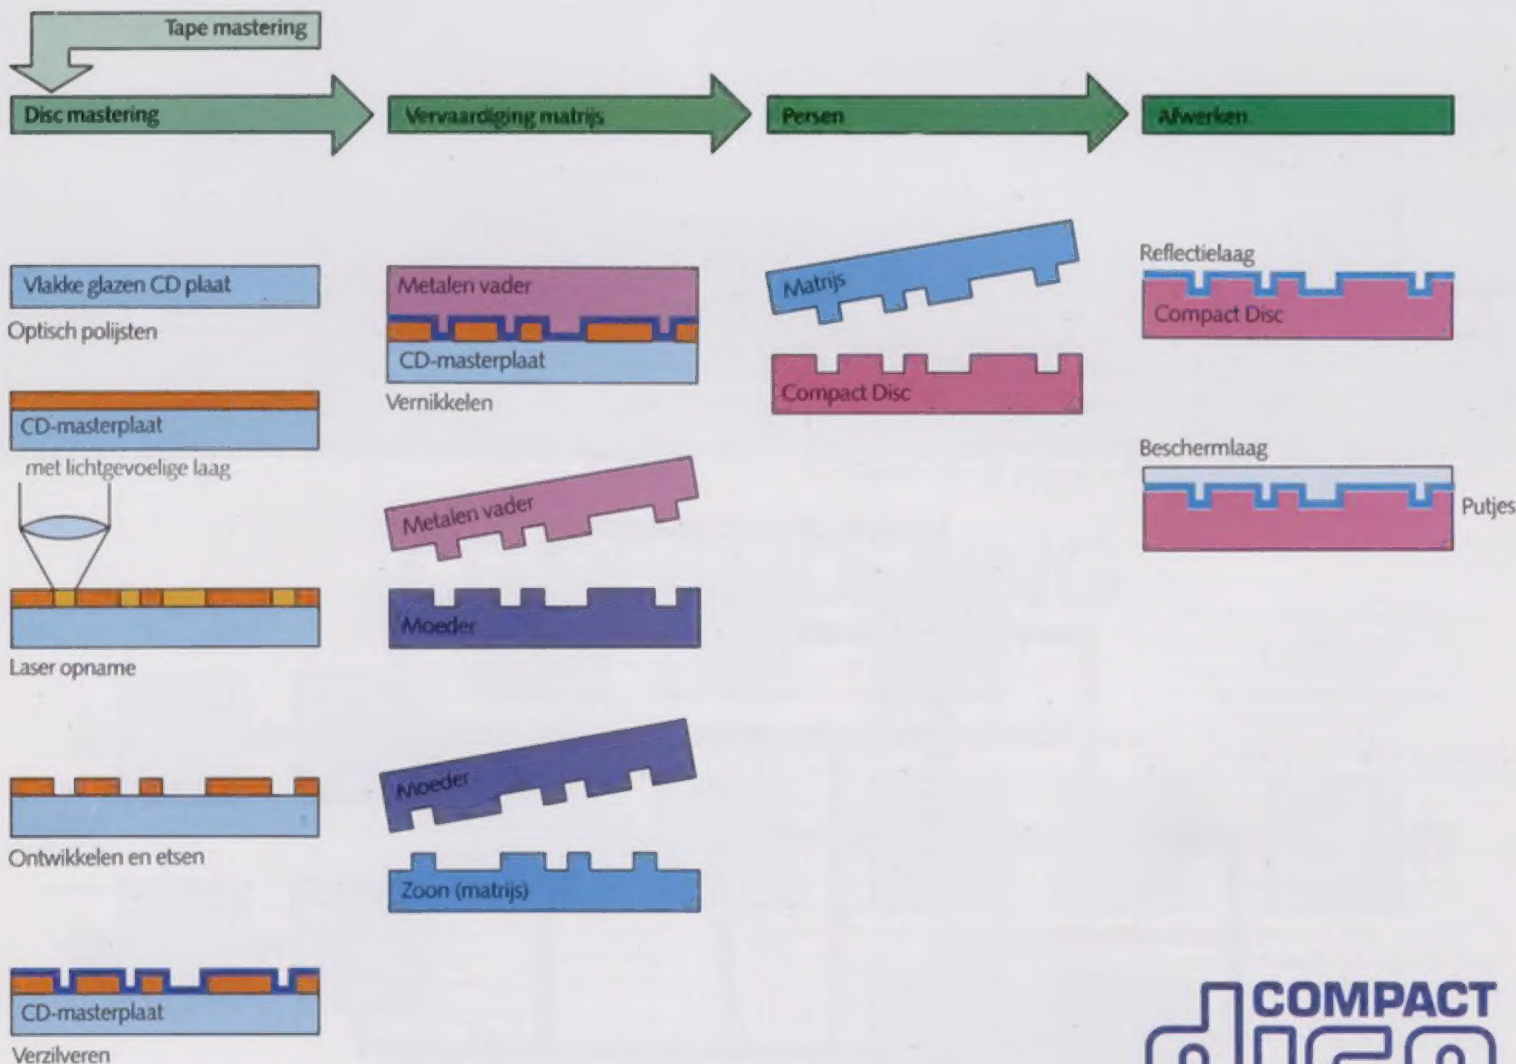 Tape mastering
Disc mastering
Vervaardiging matrijs
Persen
Afwerken
Vlakke glazen CD plaat
Optisch polijsten
CD-masterplaat
met lichtgevoelige laag
Laser opname
Ontwikkelen en etsen
CD-masterplaat
Verzilveren
Metalen vader
CD-masterplaat
Vernikkelen
Metalen vader
Moeder
Moeder
Zoon (matrijs)
Matrijs
Compact Disc
Reflectielaag
Compact Disc
Beschermlaag
Putjes
COMPACT
disc